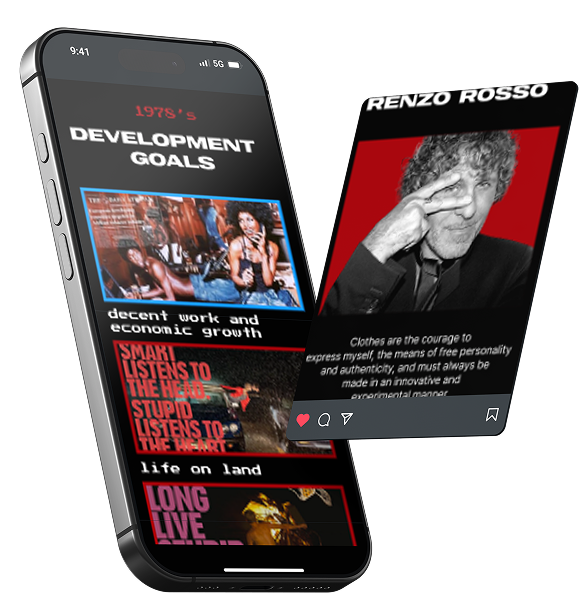 9:41
5G
1978's
DEVELOPMENT
GOALS
decent work and
economic growth
SMART
LISTENS TO
THE HEAD
STUPID
LISTENS TO
THE HEART
life on land
LONG
LIVE
STUPID
RENZO ROSSO
Clothes are the courage to
express myself, the means of free personality
and authenticity, and must always be
made in an innovative and
experimental manner